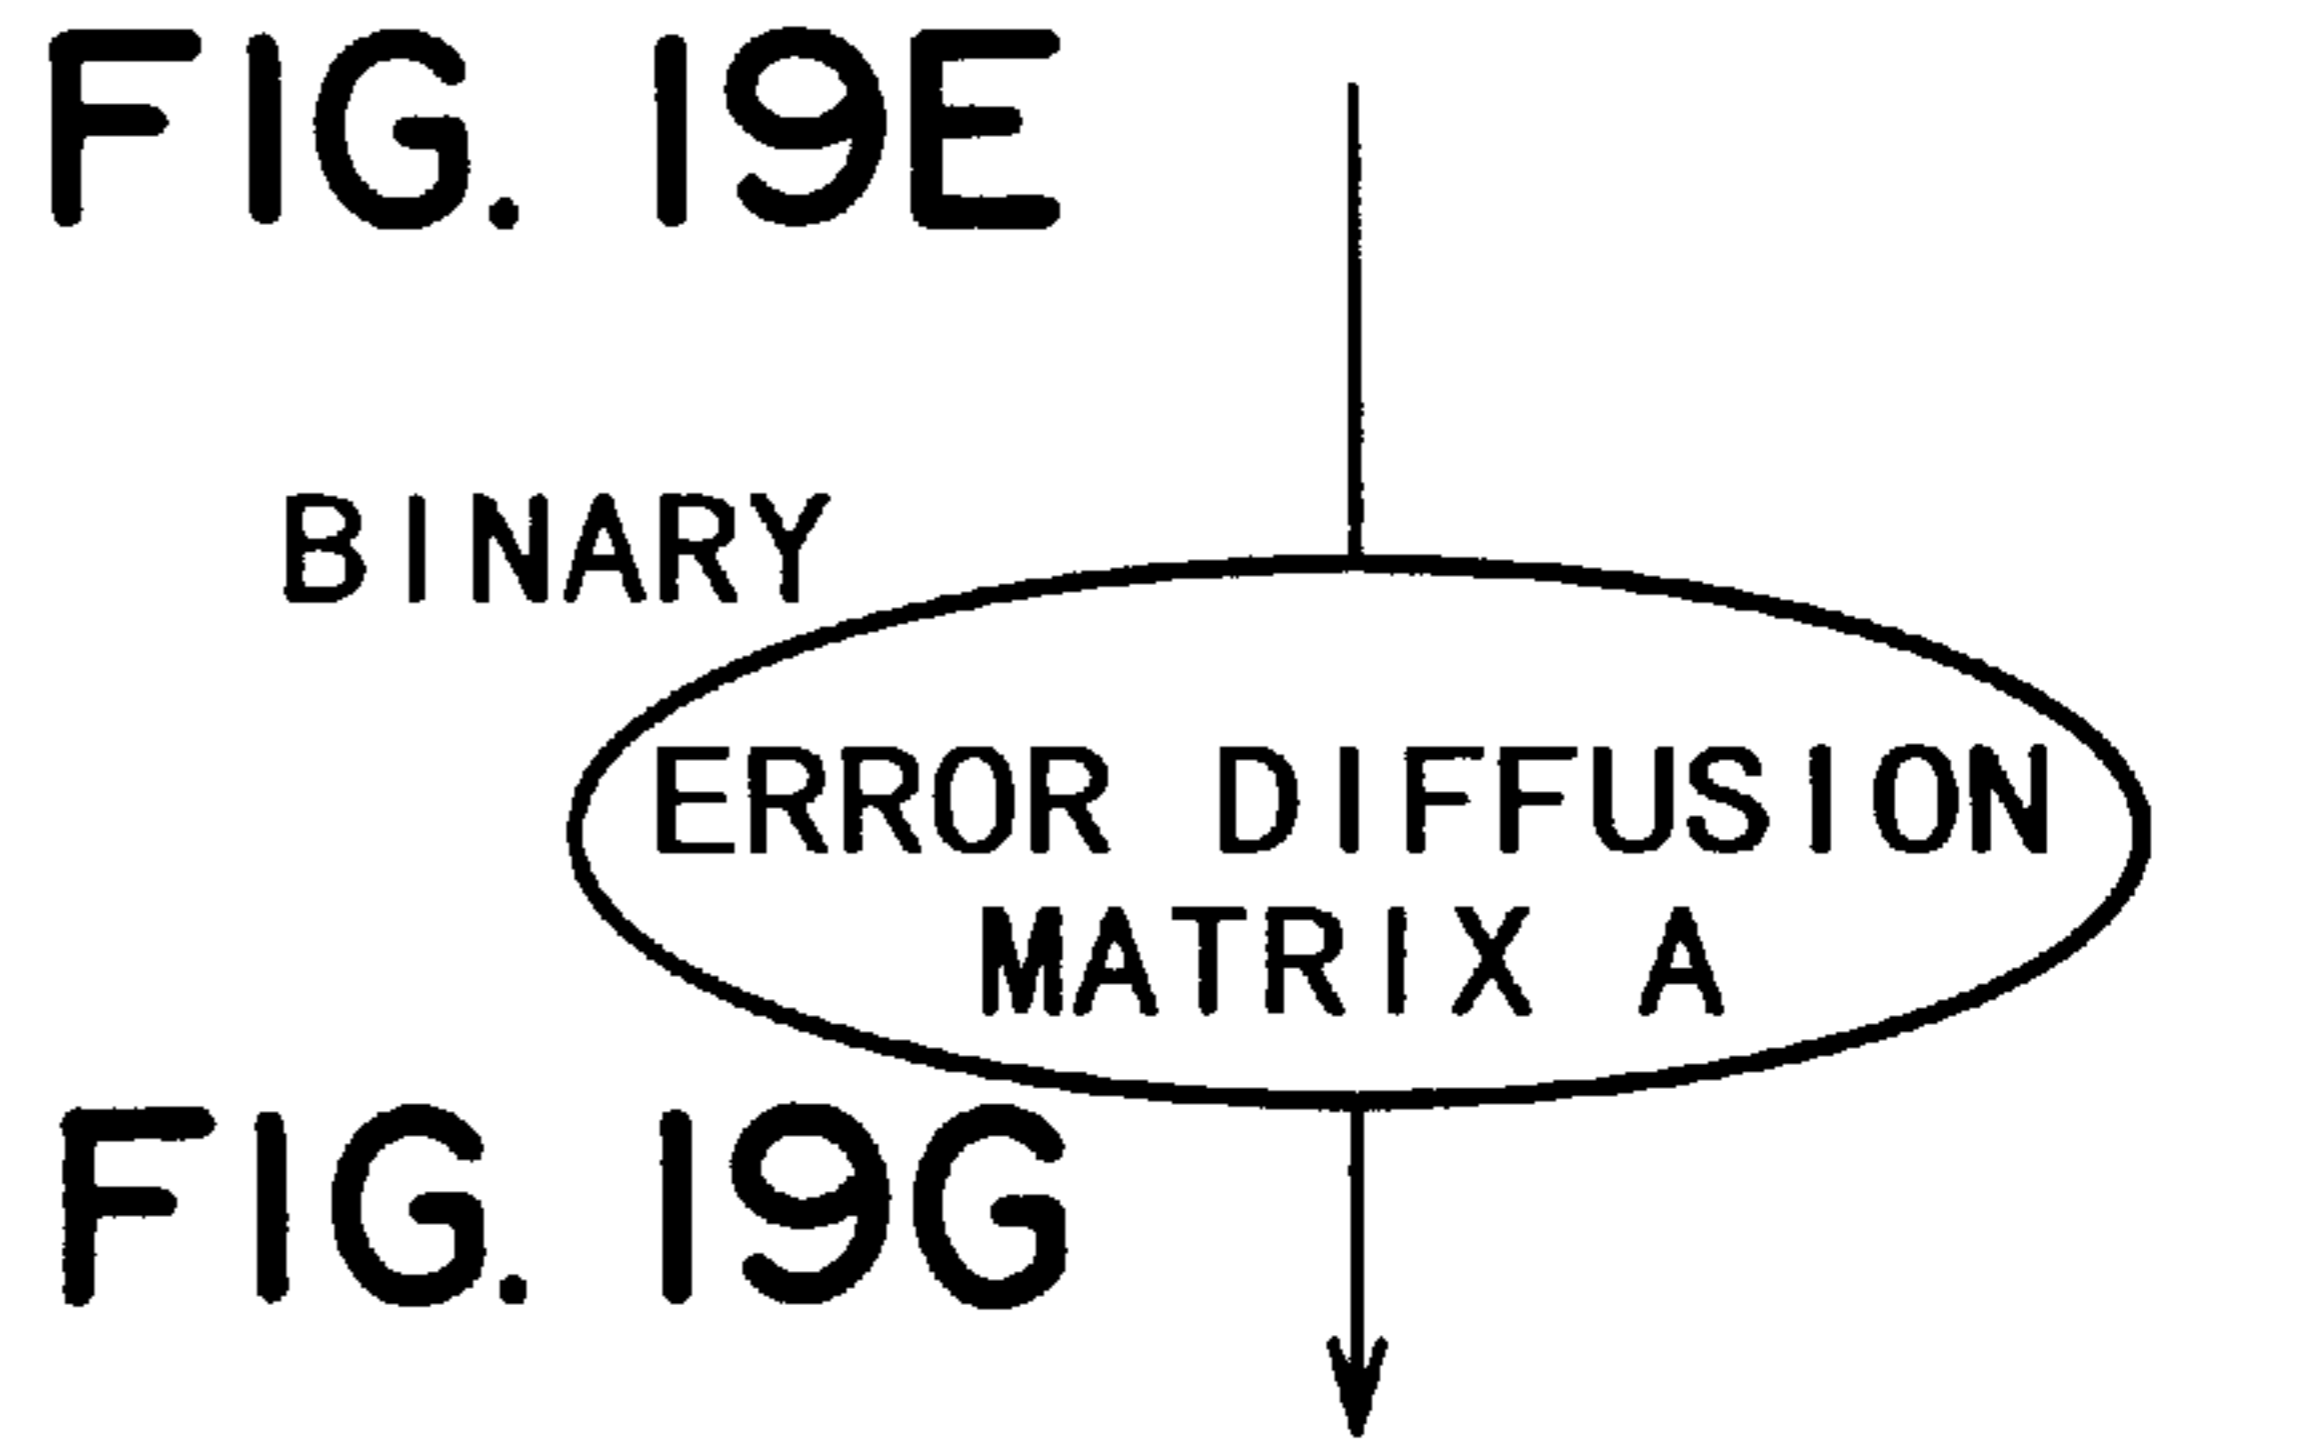 FIG. 19E
BINARY
ERROR DIFFUSION
MATRIX A
FIG. 19G